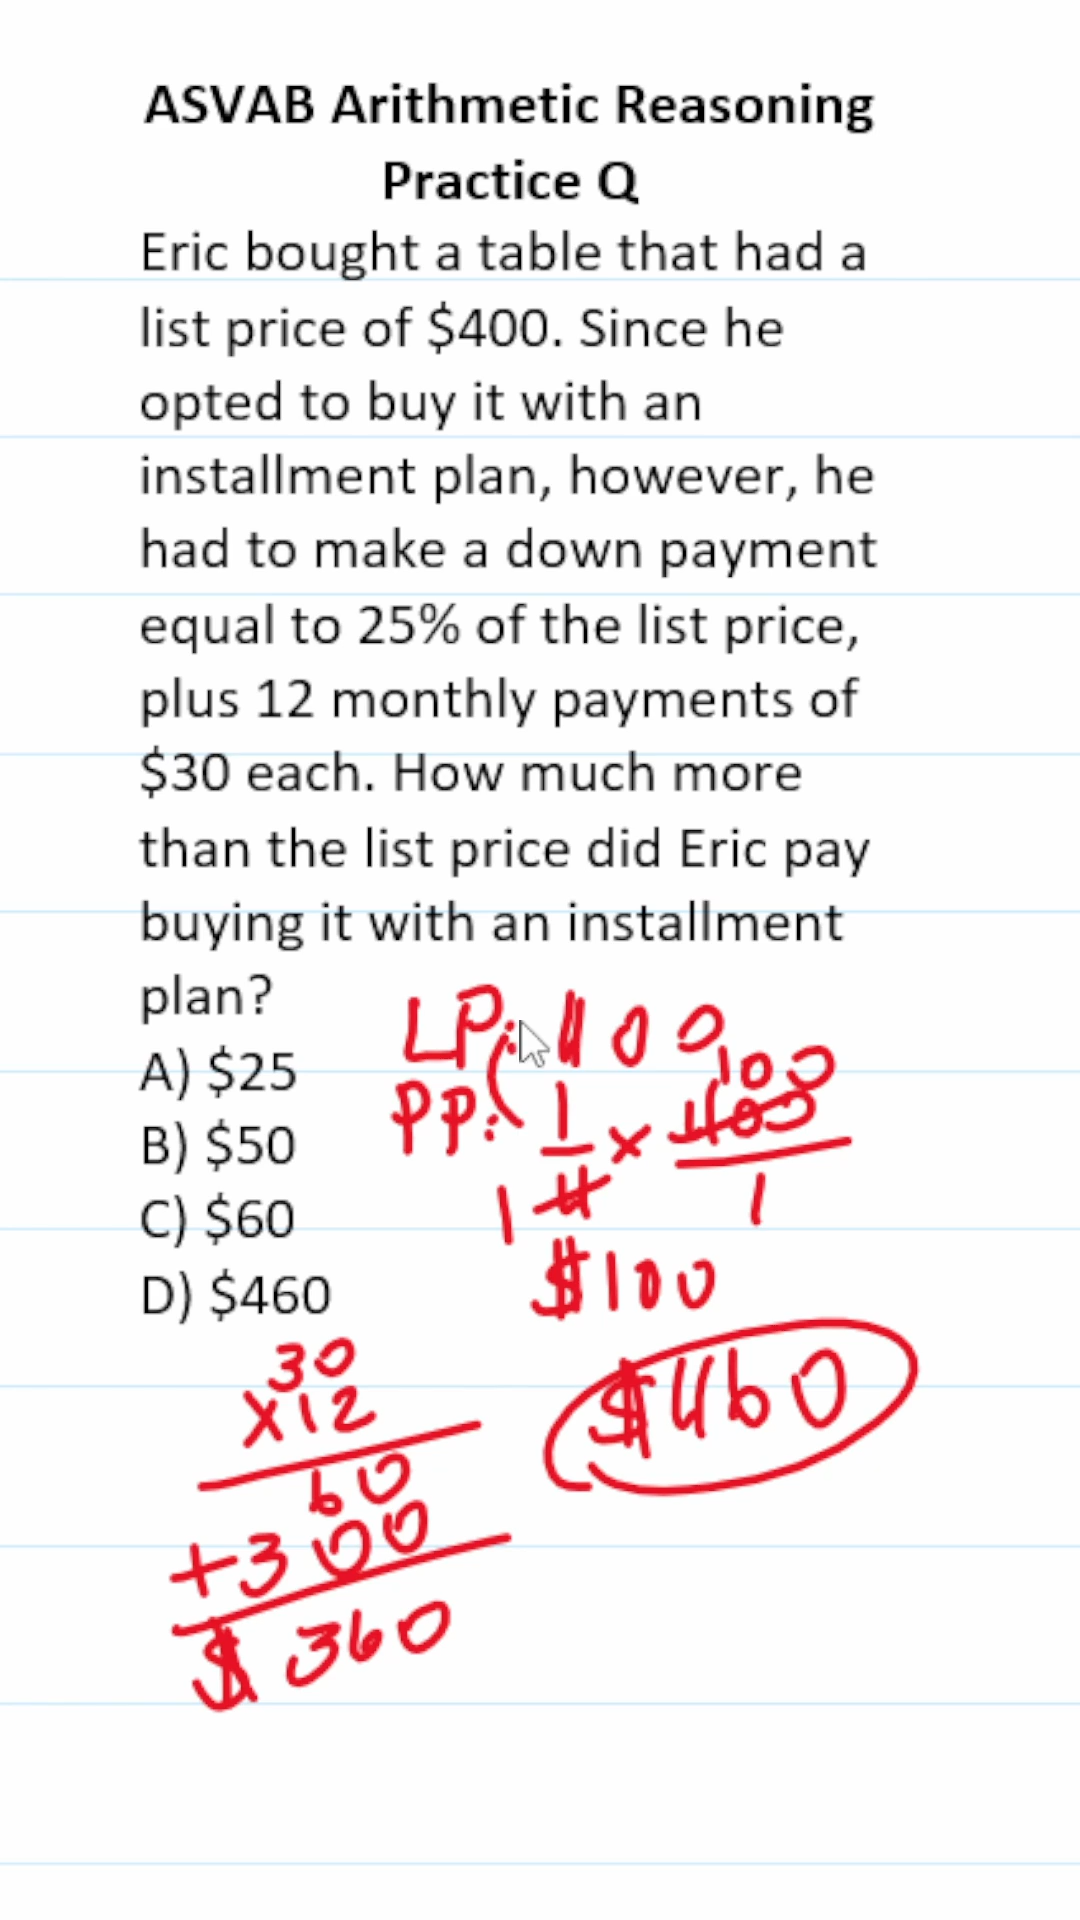 ASVAB Arithmetic Reasoning
Practice Q
Eric bought a table that had a
list price of $400. Since he
opted to buy it with an
installment plan, however, he
had to make a down payment
equal to 25% of the list price,
plus 12 monthly payments of
$30 each. How much more
than the list price did Eric pay
buying it with an installment
plan?
A) $25
B) $50
C) $60
D) $460
LP: 400
100
PP: 1 x 400
1 4 1
$100
$460
30
x12
60
+300
$360